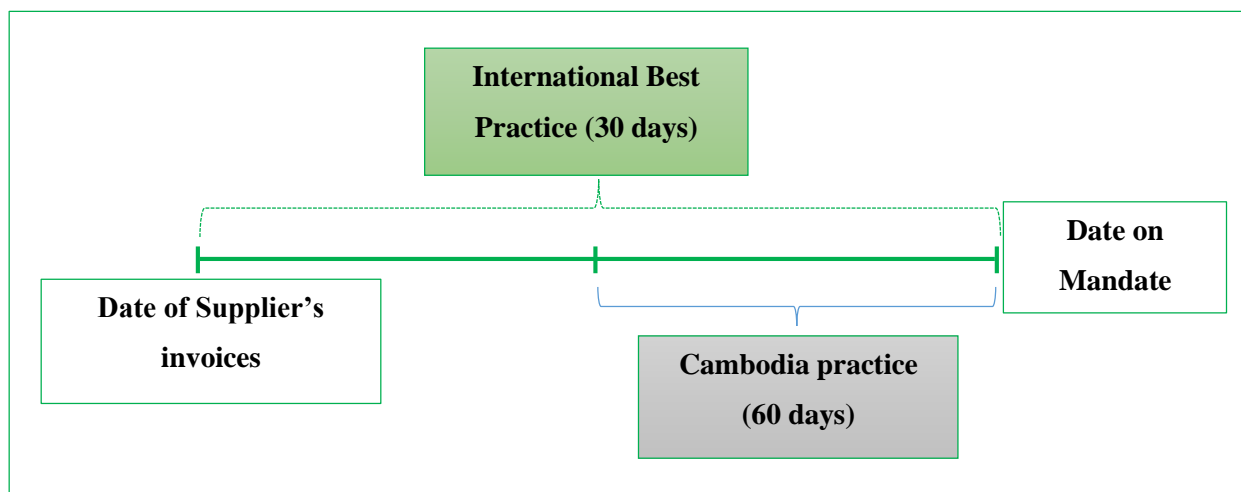 International Best
Practice (30 days)
Date on
Mandate
Date of Supplier’s
invoices
Cambodia practice
(60 days)